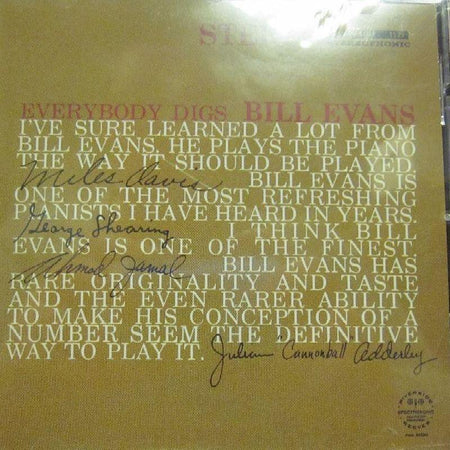 STE
STEREOPHONIC
EVERYBODY DIGS BILL EVANS
I'VE SURE LEARNED A LOT FROM
BILL EVANS. HE PLAYS THE PIANO
THE WAY IT SHOULD BE PLAYED.
Miles Davis BILL EVANS IS
ONE OF THE MOST REFRESHING
PIANISTS I HAVE HEARD IN YEARS.
George Shearing I THINK BILL
EVANS IS ONE OF THE FINEST.
Ahmad Jamal BILL EVANS HAS
RARE ORIGINALITY AND TASTE
AND THE EVEN RARER ABILITY
TO MAKE HIS CONCEPTION OF A
NUMBER SEEM THE DEFINITIVE
WAY TO PLAY IT. Julian "Cannonball" Adderley
RIVERSIDE